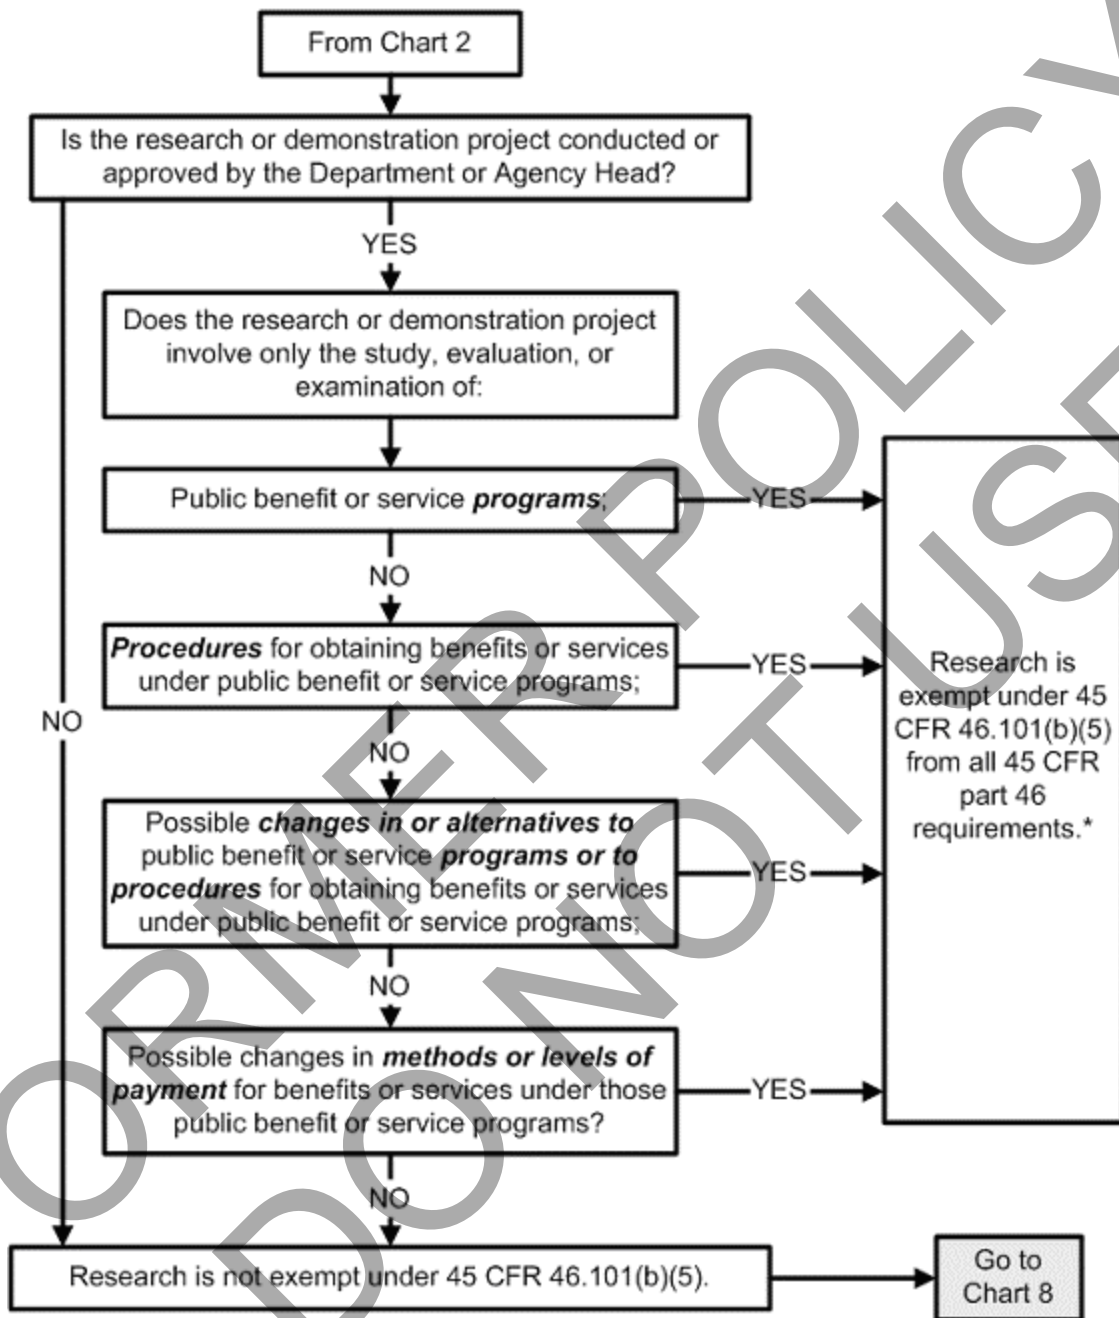 From Chart 2
Is the research or demonstration project conducted or
approved by the Department or Agency Head?
YES
Does the research or demonstration project
involve only the study, evaluation, or
examination of:
Public benefit or service programs;
YES
NO
Procedures for obtaining benefits or services
under public benefit or service programs;
YES
NO
NO
Possible changes in or alternatives to
public benefit or service programs or to
procedures for obtaining benefits or services
under public benefit or service programs;
YES
NO
Possible changes in methods or levels of
payment for benefits or services under those
public benefit or service programs?
YES
NO
Research is
exempt under 45
CFR 46.101(b)(5)
from all 45 CFR
part 46
requirements.*
Research is not exempt under 45 CFR 46.101(b)(5).
Go to
Chart 8
ORMER POLICY
DO NOT USE